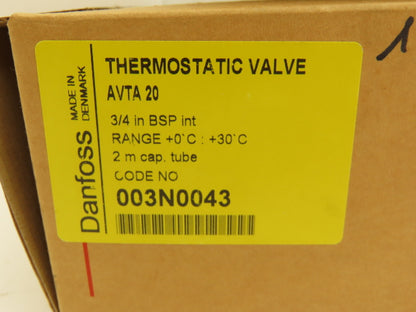 Danfoss
MADE IN
DENMARK
THERMOSTATIC VALVE
AVTA 20
3/4 in BSP int
RANGE +0`C : +30`C
2 m cap. tube
CODE NO
003N0043
1